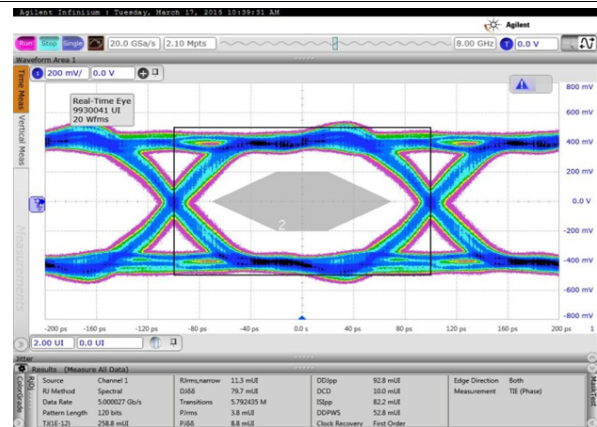 Agilent Infiniium : Tuesday, March 17, 2015 10:39:31 AM
Agilent
Run Stop Single 20.0 GSa/s 2.10 Mpts 8.00 GHz T 0.0 V
Waveform Area 1
1 200 mV/ 0.0 V
Time Meas
Vertical Meas
Measurements
Real-Time Eye
9930041 UI
20 Wfms
800 mV
600 mV
400 mV
200 mV
0.0 V
-200 mV
-400 mV
-600 mV
-800 mV
2
-200 ps -160 ps -120 ps -80 ps -40 ps 0.0 s 40 ps 80 ps 120 ps 160 ps 200 ps 1
2.00 UI 0.0 UI
Jitter
Results (Measure All Data)
ColorGrade
RJDJ
MaskTest
Source Channel 1 RJrms,narrow 11.3 mUI DDJpp 92.8 mUI Edge Direction Both
RJ Method Spectral DJδδ 79.7 mUI DCD 10.0 mUI Measurement TIE (Phase)
Data Rate 5.000027 Gb/s Transitions 5.792435 M ISIpp 82.2 mUI
Pattern Length 120 bits PJrms 3.8 mUI DDPWS 52.8 mUI
TJ(1E-12) 258.8 mUI PJδδ 8.8 mUI Clock Recovery First Order